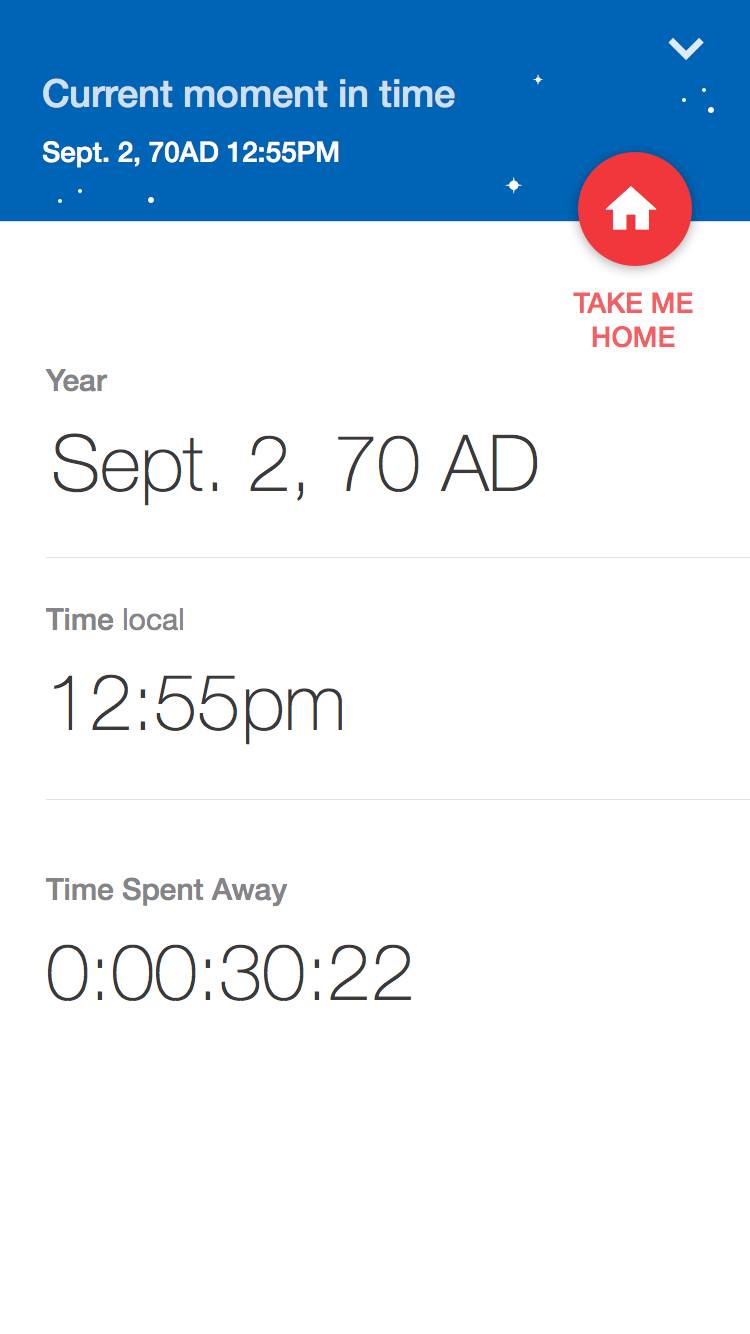 Current moment in time
Sept. 2, 70AD 12:55PM
TAKE ME
HOME
Year
Sept. 2, 70 AD
Time local
12:55pm
Time Spent Away
0:00:30:22